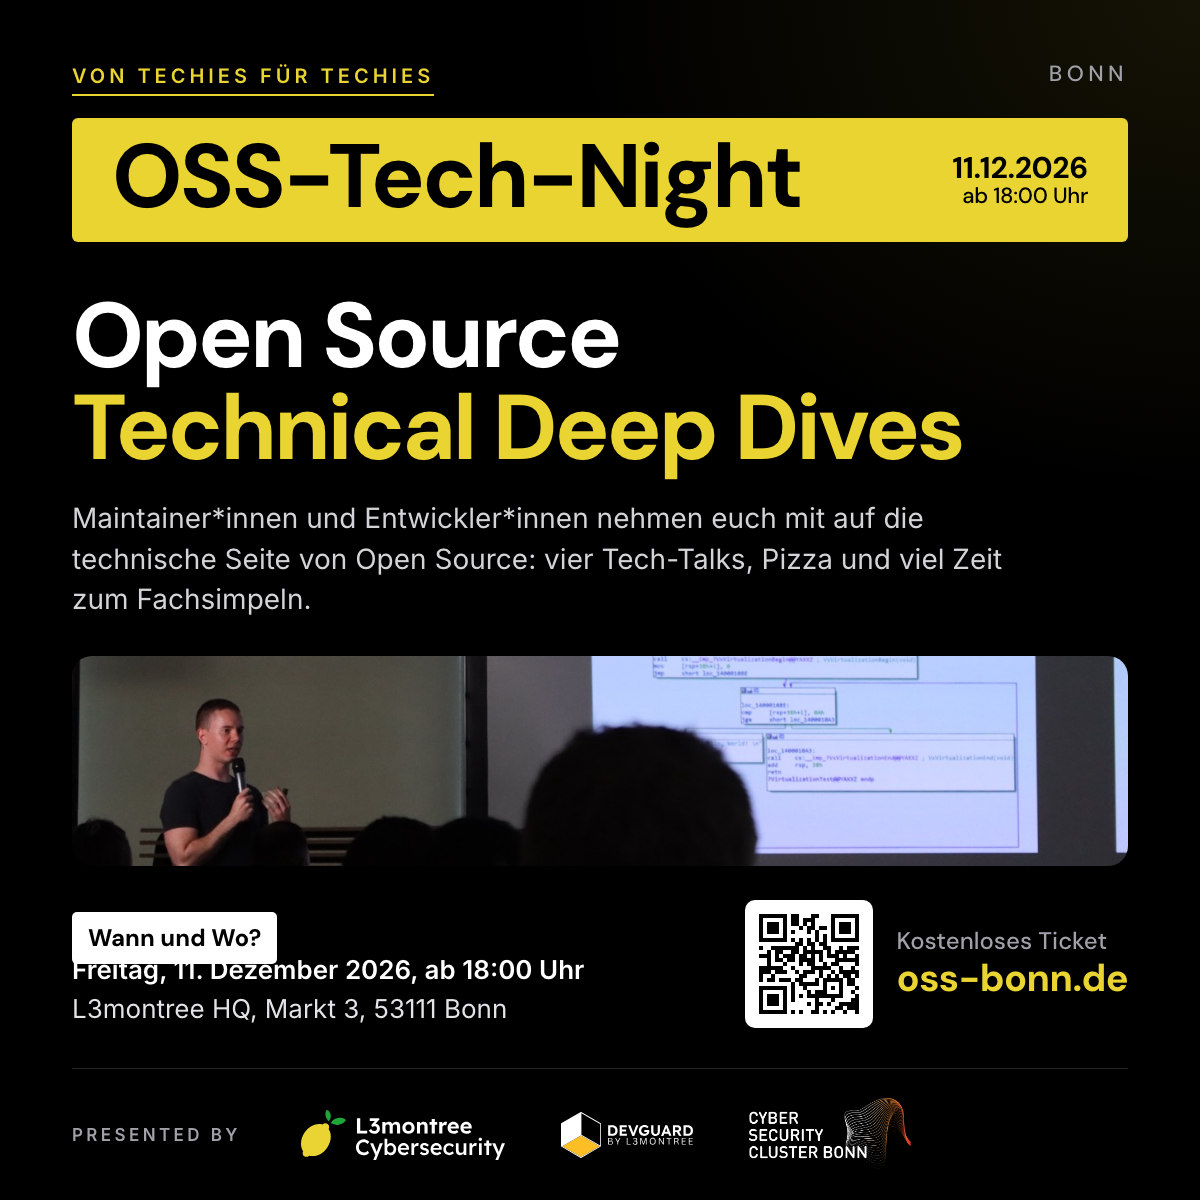 VON TECHIES FÜR TECHIES
BONN
OSS-Tech-Night
11.12.2026
ab 18:00 Uhr
Open Source
Technical Deep Dives
Maintainer*innen und Entwickler*innen nehmen euch mit auf die
technische Seite von Open Source: vier Tech-Talks, Pizza und viel Zeit
zum Fachsimpeln.
Wann und Wo?
Freitag, 11. Dezember 2026, ab 18:00 Uhr
L3montree HQ, Markt 3, 53111 Bonn
Kostenloses Ticket
oss-bonn.de
PRESENTED BY
L3montree
Cybersecurity
DEVGUARD
BY L3MONTREE
CYBER
SECURITY
CLUSTER BONN